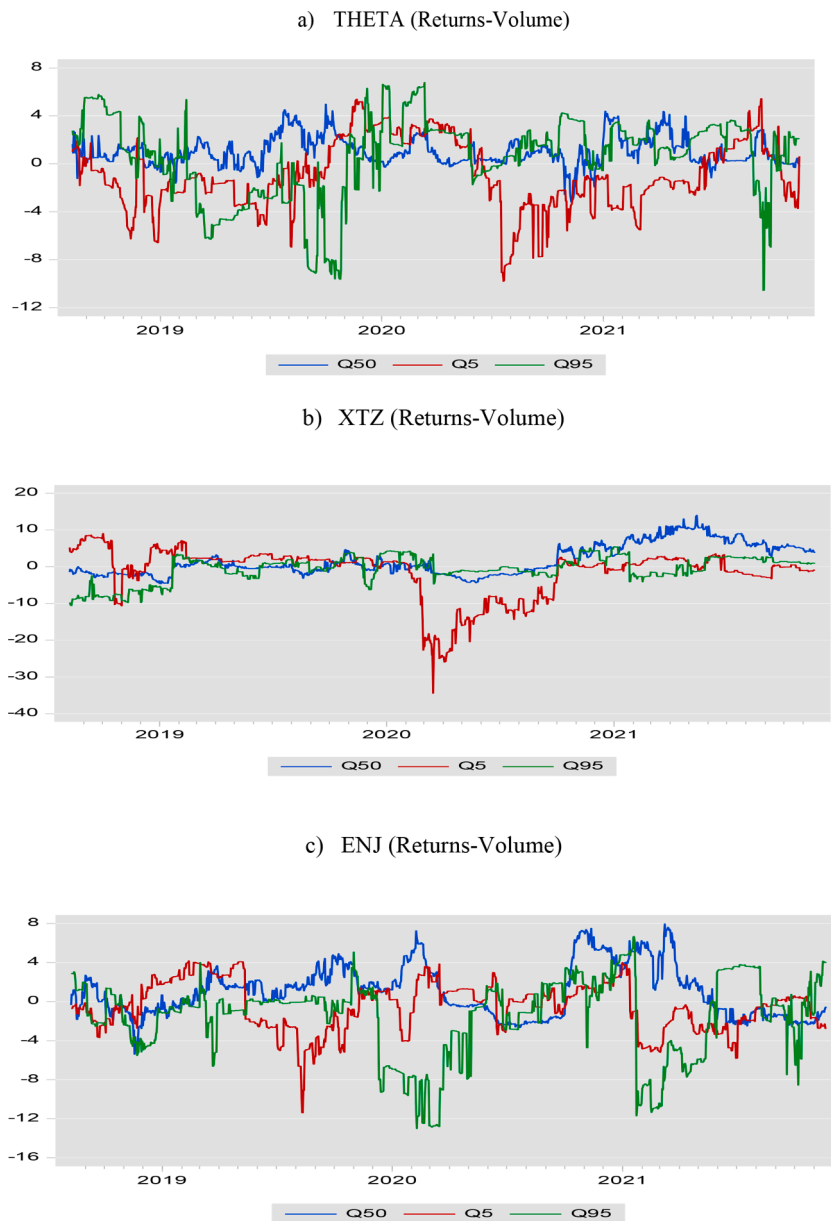 a) THETA (Returns-Volume)
8
4
0
-4
-8
-12
2019 2020 2021
Q50 Q5 Q95
b) XTZ (Returns-Volume)
20
10
0
-10
-20
-30
-40
2019 2020 2021
Q50 Q5 Q95
c) ENJ (Returns-Volume)
8
4
0
-4
-8
-12
-16
2019 2020 2021
Q50 Q5 Q95